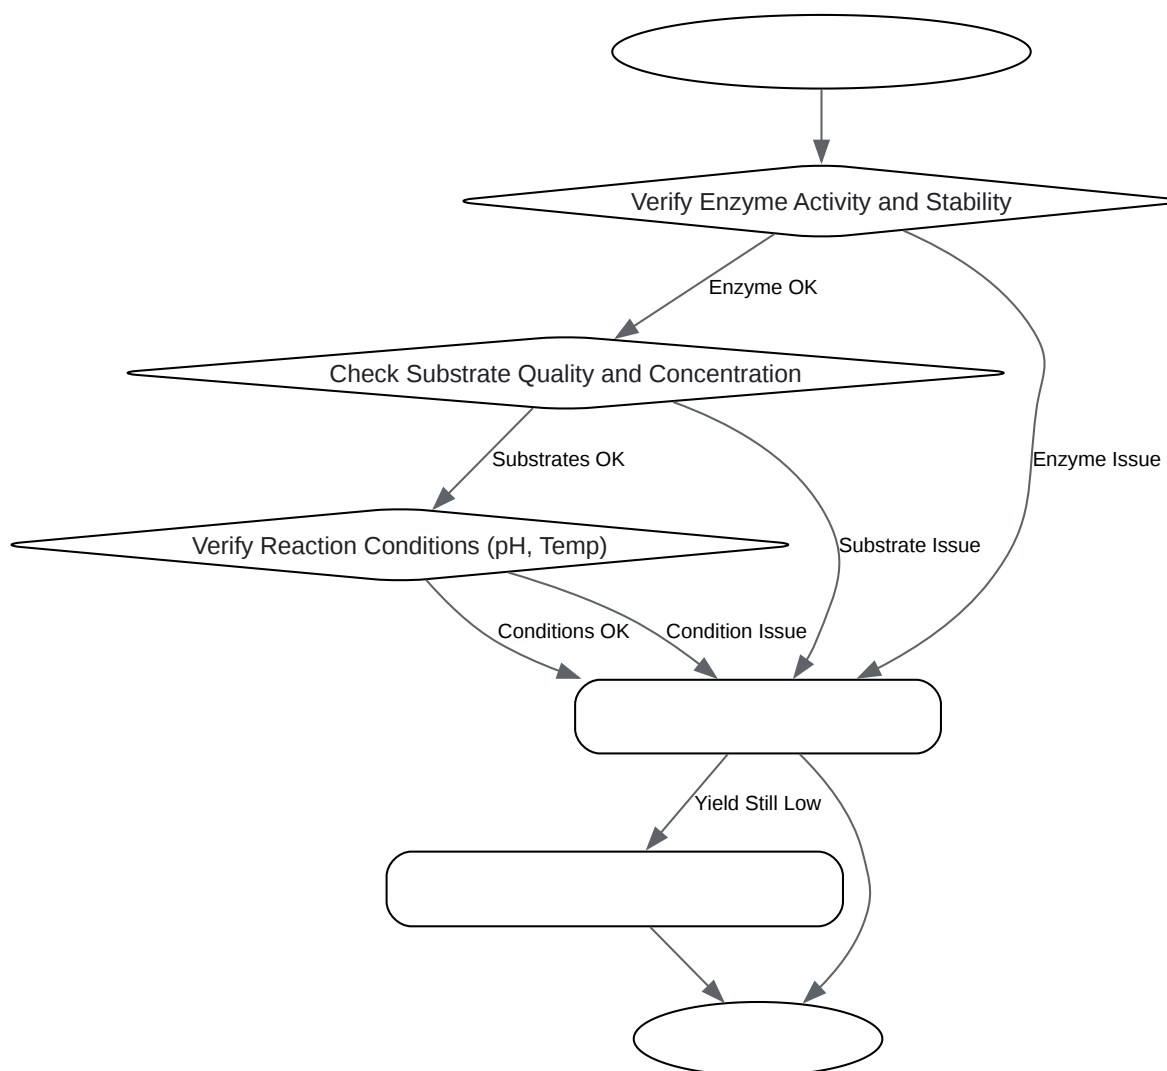 Verify Enzyme Activity and Stability
Enzyme OK
Check Substrate Quality and Concentration
Substrates OK
Enzyme Issue
Verify Reaction Conditions (pH, Temp)
Substrate Issue
Conditions OK
Condition Issue
Yield Still Low